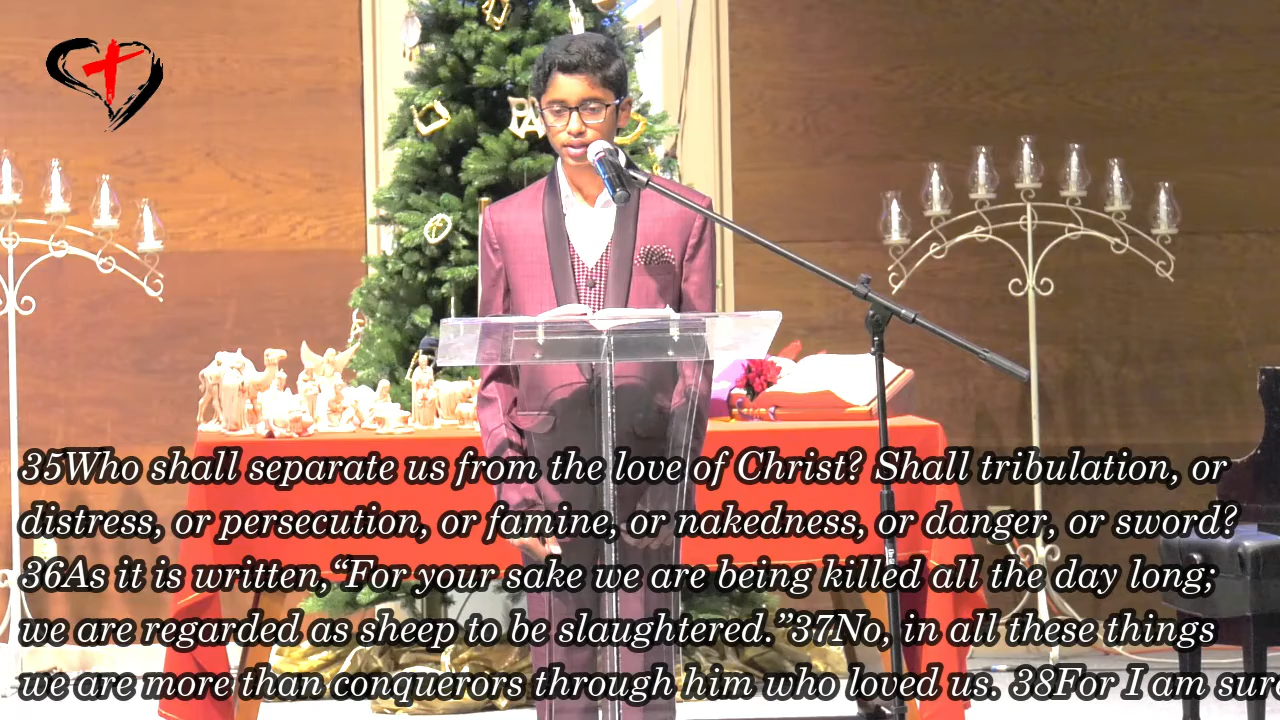 35Who shall separate us from the love of Christ? Shall tribulation, or
distress, or persecution, or famine, or nakedness, or danger, or sword?
36As it is written,“For your sake we are being killed all the day long;
we are regarded as sheep to be slaughtered.”37No, in all these things
we are more than conquerors through him who loved us. 38For I am sure